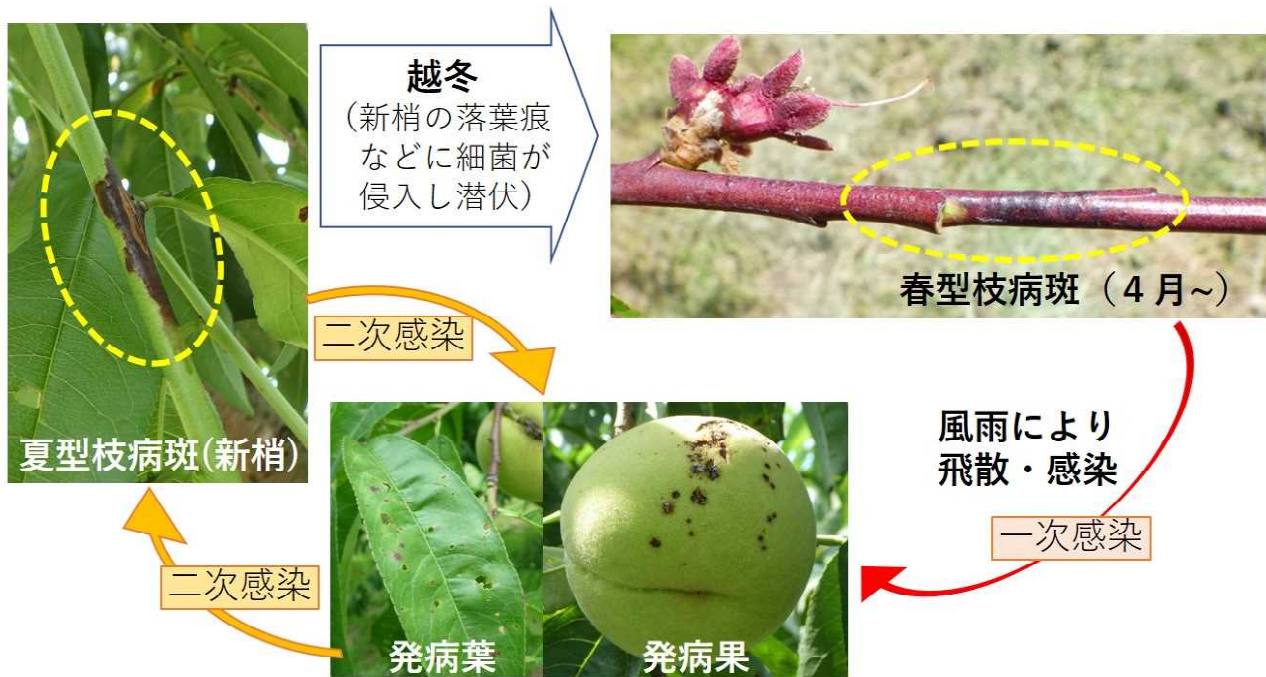 越冬
（新梢の落葉痕
などに細菌が
侵入し潜伏）
春型枝病斑（４月~）
二次感染
夏型枝病斑(新梢)
風雨により
飛散・感染
一次感染
二次感染
発病葉
発病果